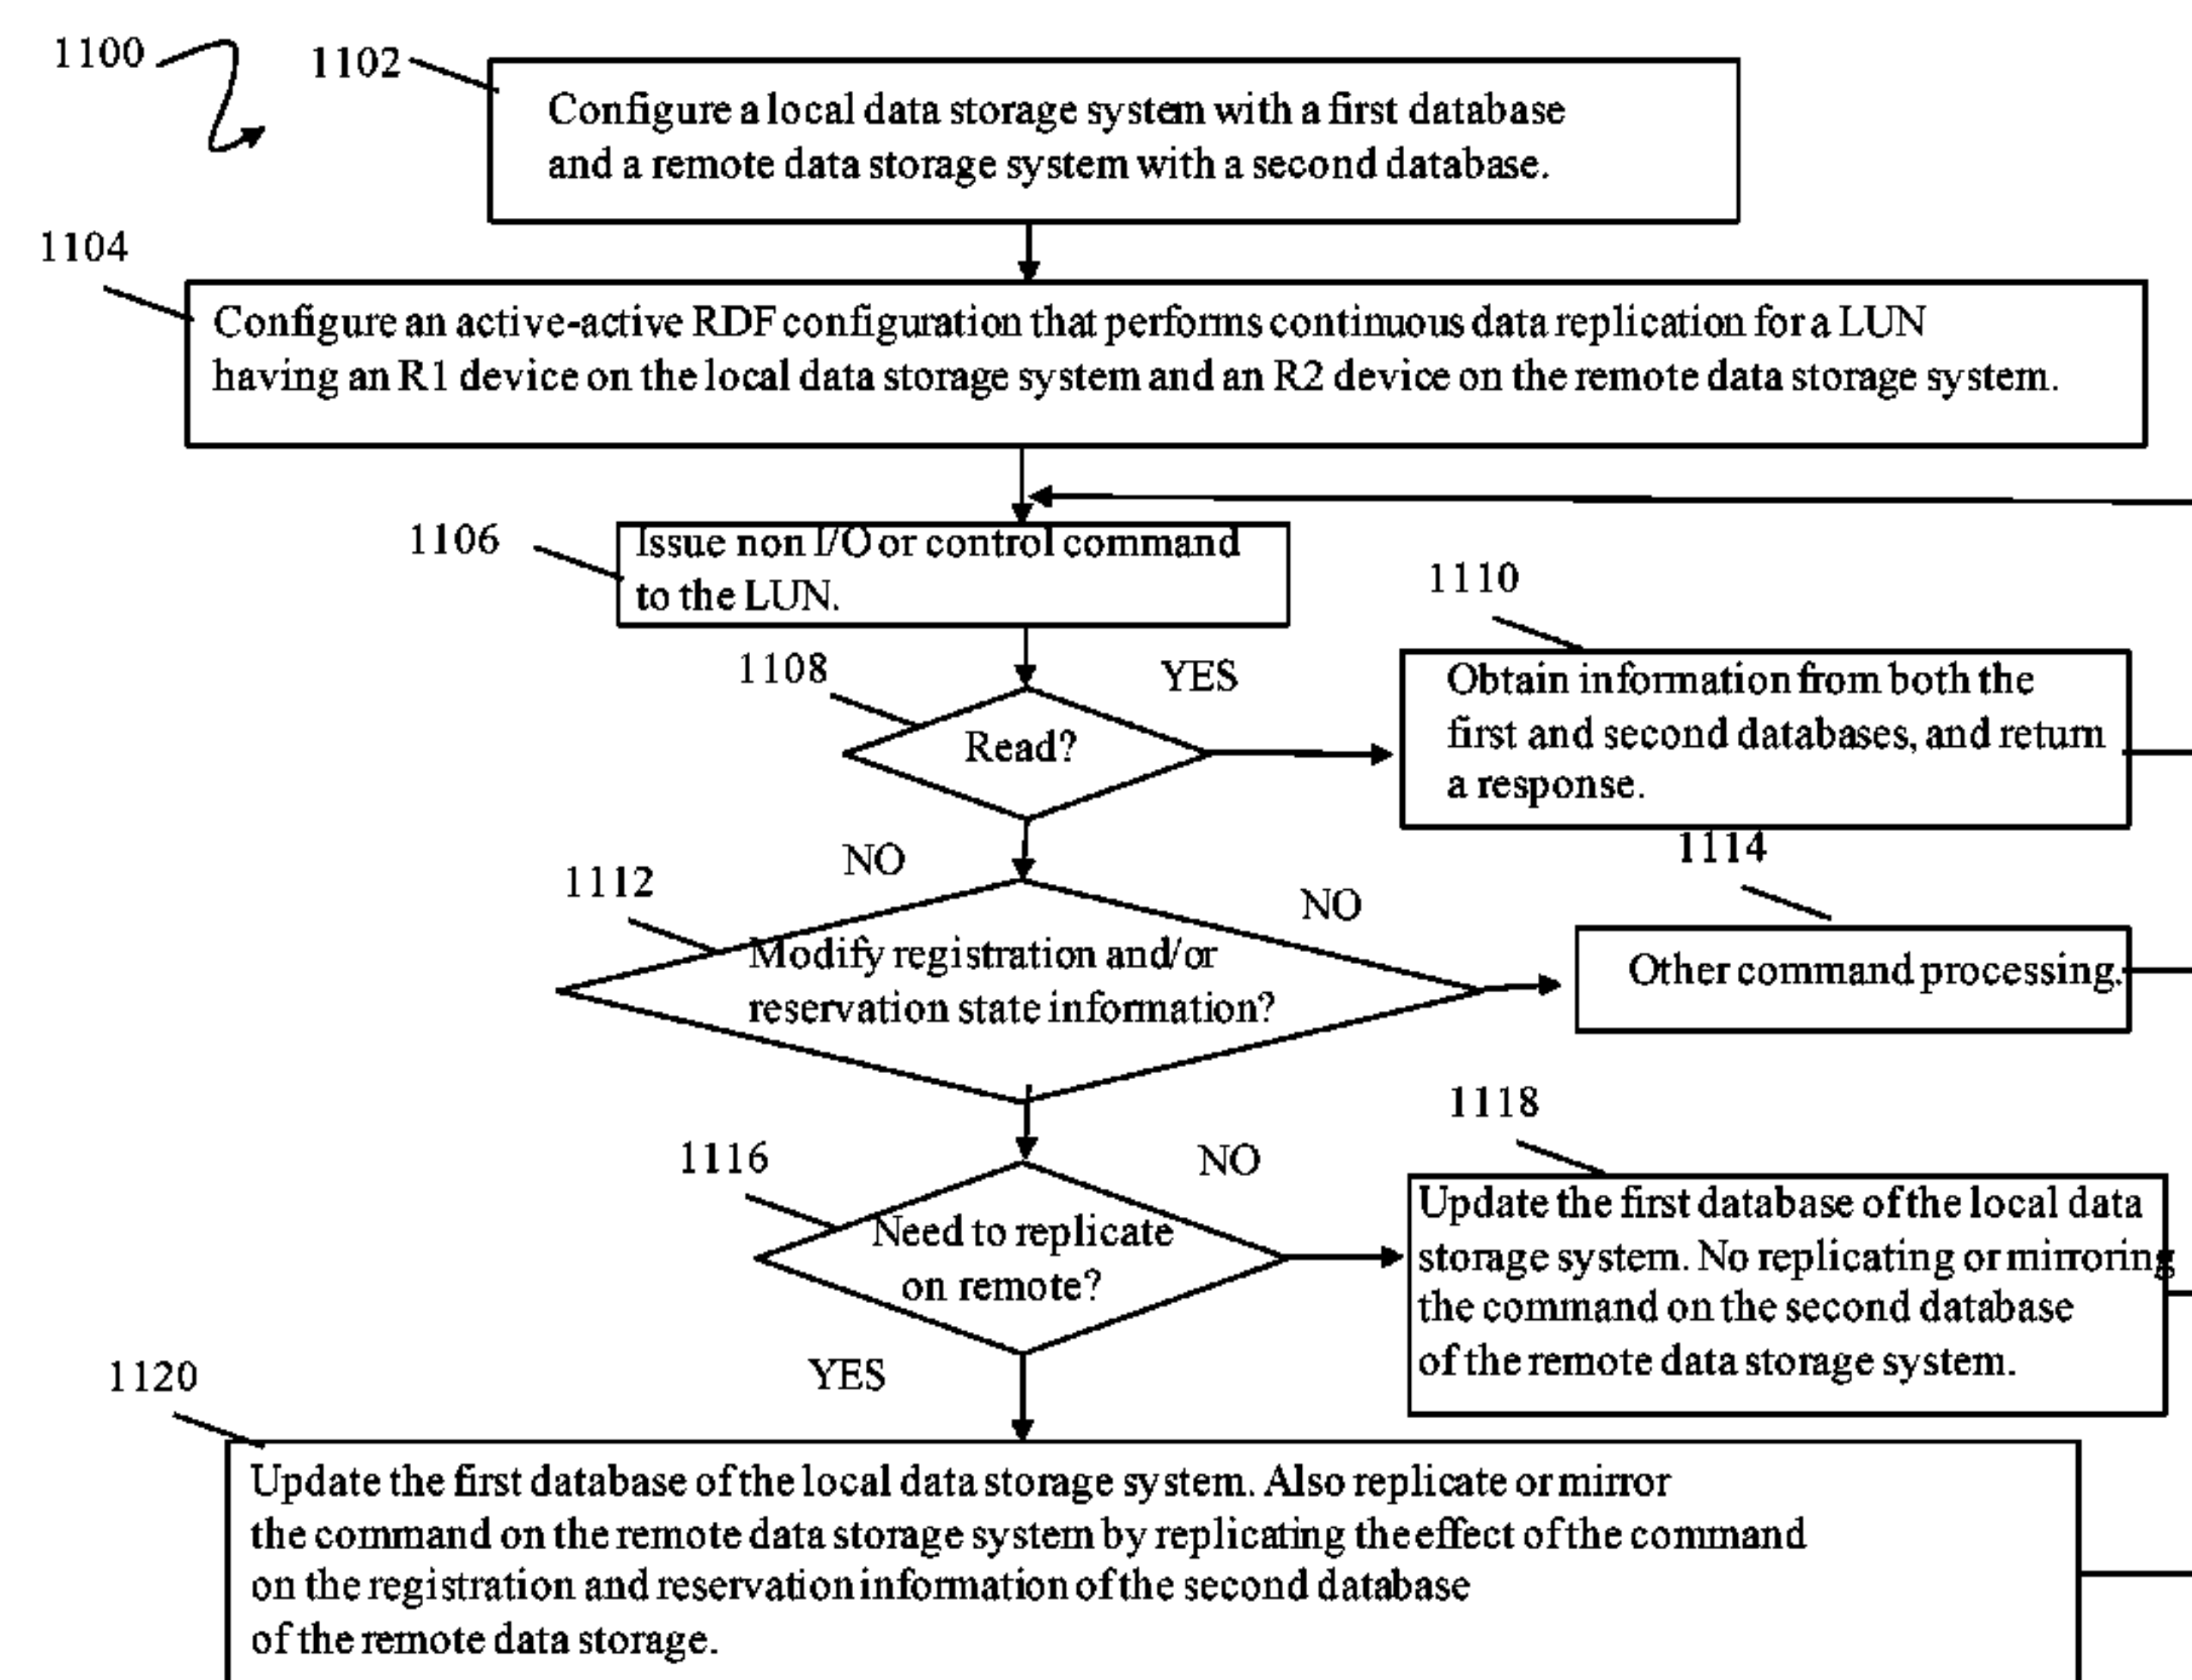 1100
1102
Configure a local data storage system with a first database
and a remote data storage system with a second database.
1104
Configure an active-active RDF configuration that performs continuous data replication for a LUN
having an R1 device on the local data storage system and an R2 device on the remote data storage system.
1106
Issue non I/O or control command
to the LUN.
1108
Read?
YES
1110
Obtain information from both the
first and second databases, and return
a response.
NO
1112
Modify registration and/or
reservation state information?
NO
1114
Other command processing.
1116
Need to replicate
on remote?
NO
1118
Update the first database of the local data
storage system. No replicating or mirroring
the command on the second database
of the remote data storage system.
YES
1120
Update the first database of the local data storage system. Also replicate or mirror
the command on the remote data storage system by replicating the effect of the command
on the registration and reservation information of the second database
of the remote data storage.